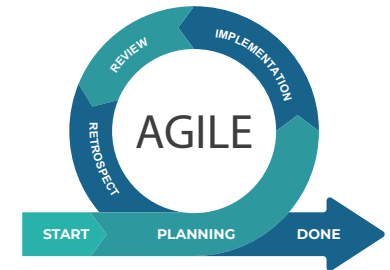 REVIEW
IMPLEMENTATION
RETROSPECT
AGILE
START
PLANNING
DONE